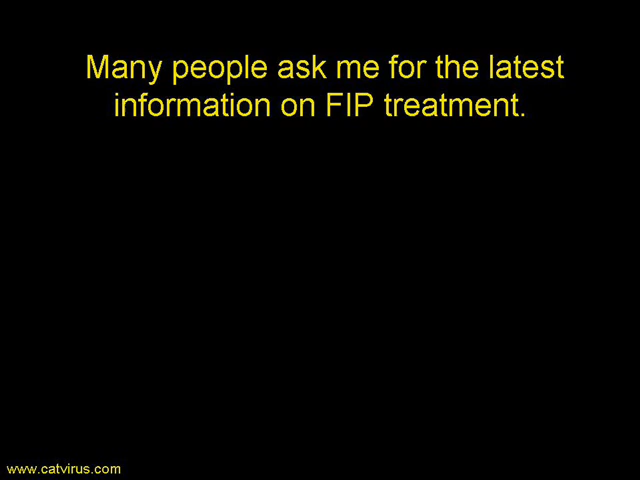 Many people ask me for the latest
information on FIP treatment.
www.catvirus.com